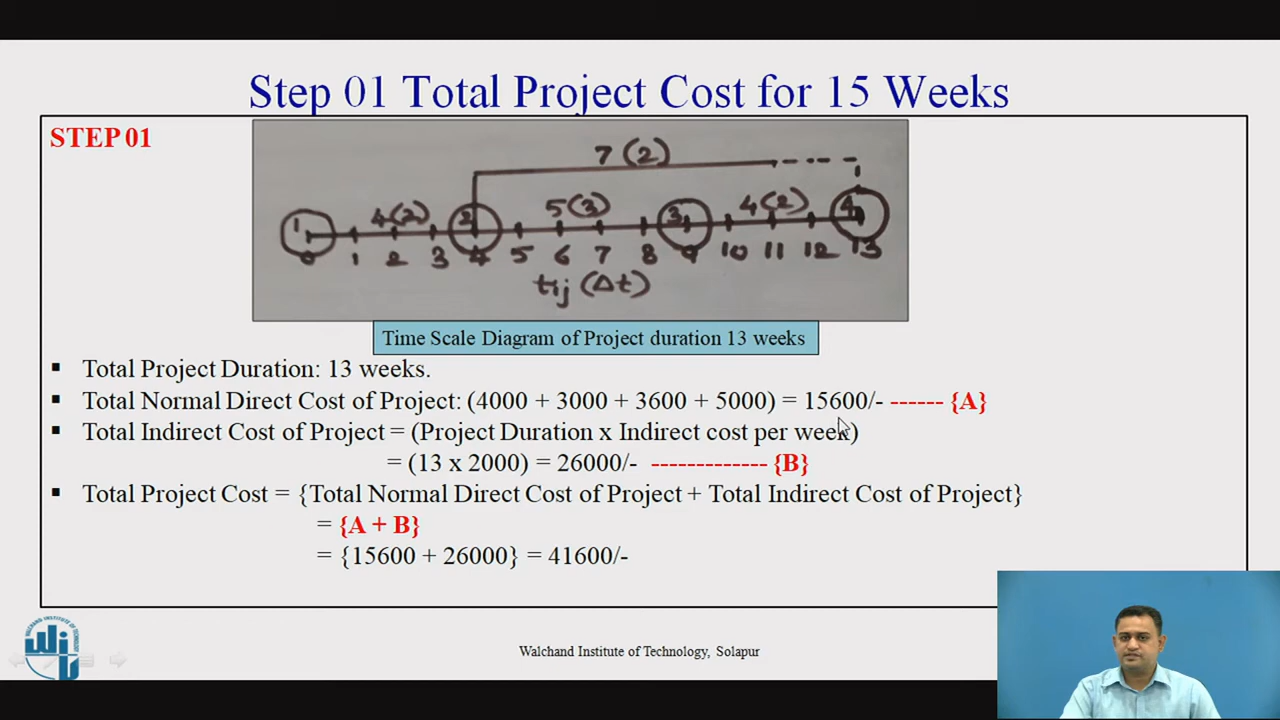 Step 01 Total Project Cost for 15 Weeks
STEP 01
7 (2)
1 4(2) 2 5(3) 3 4(2) 4
0 1 2 3 4 5 6 7 8 9 10 11 12 13
tij (Δt)
Time Scale Diagram of Project duration 13 weeks
▪ Total Project Duration: 13 weeks.
▪ Total Normal Direct Cost of Project: (4000 + 3000 + 3600 + 5000) = 15600/- ------ {A}
▪ Total Indirect Cost of Project = (Project Duration x Indirect cost per week)
= (13 x 2000) = 26000/- ------------- {B}
▪ Total Project Cost = {Total Normal Direct Cost of Project + Total Indirect Cost of Project}
= {A + B}
= {15600 + 26000} = 41600/-
WALCHAND INSTITUTE OF TECHNOLOGY
WIT
Walchand Institute of Technology, Solapur